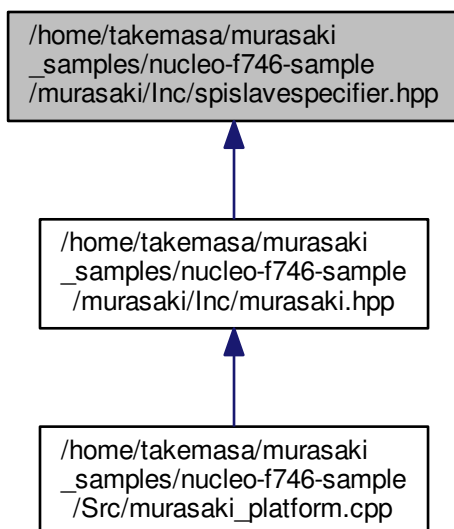 /home/takemasa/murasaki
_samples/nucleo-f746-sample
/murasaki/Inc/spislavespecifier.hpp
/home/takemasa/murasaki
_samples/nucleo-f746-sample
/murasaki/Inc/murasaki.hpp
/home/takemasa/murasaki
_samples/nucleo-f746-sample
/Src/murasaki_platform.cpp